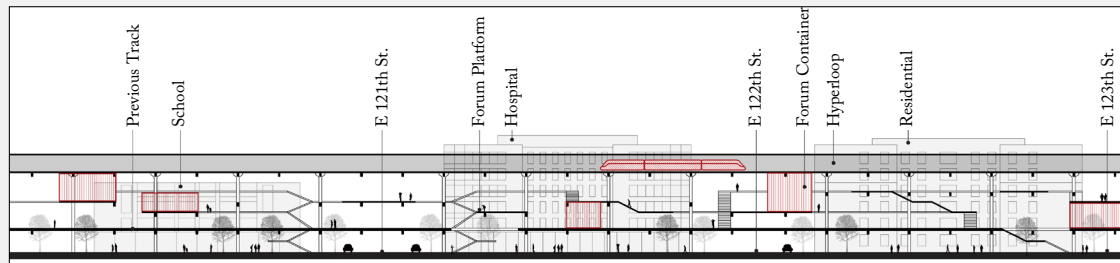 Previous Track
School
E 121th St.
Forum Platform
Hospital
E 122th St.
Forum Container
Hyperloop
Residential
E 123th St.